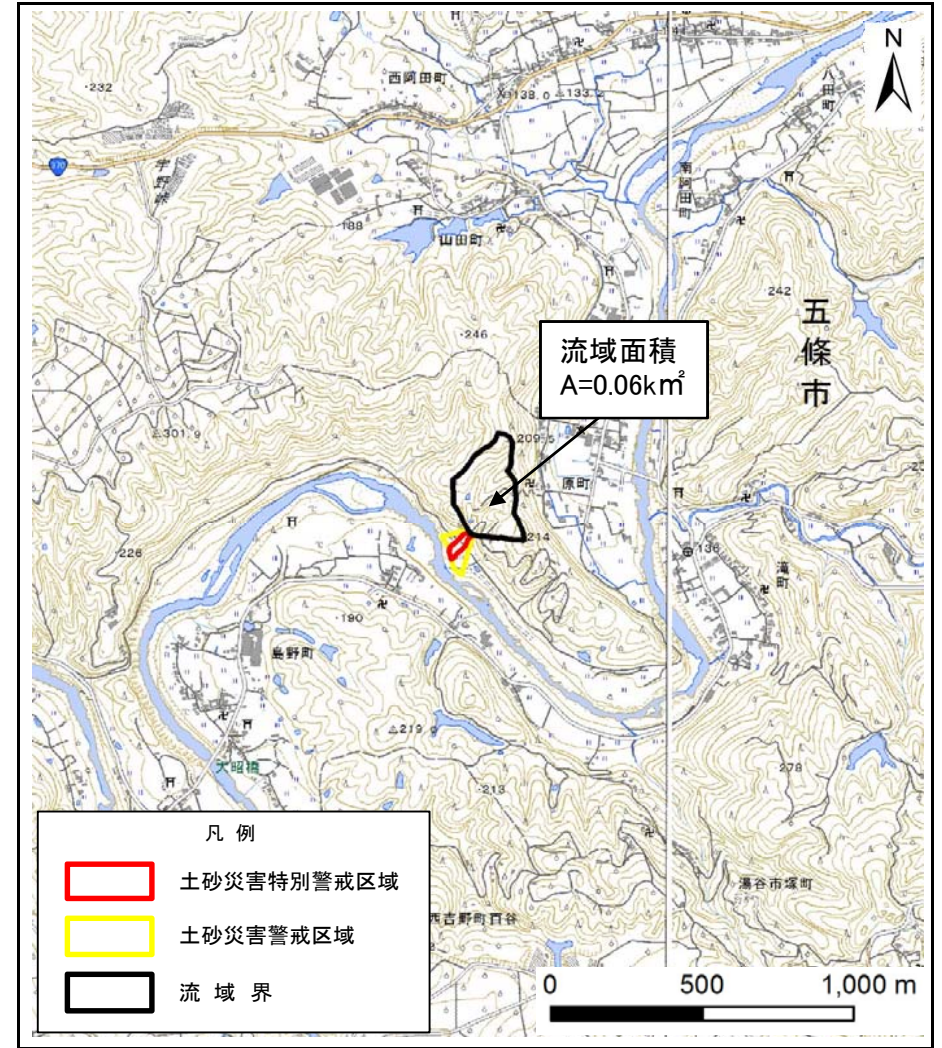 N
西阿田町
138.0
133.2
・232
八田町
370
宇野峠
南阿田町
・188
山田町
242
五條市
・246
流域面積
A=0.06k㎡
301.9
209.5
原町
214
136
・226
滝町
・190
島野町
219.0
大昭橋
278
・213
凡 例
土砂災害特別警戒区域
土砂災害警戒区域
流 域 界
湯谷市塚町
西吉野町百谷
0 500 1,000 m